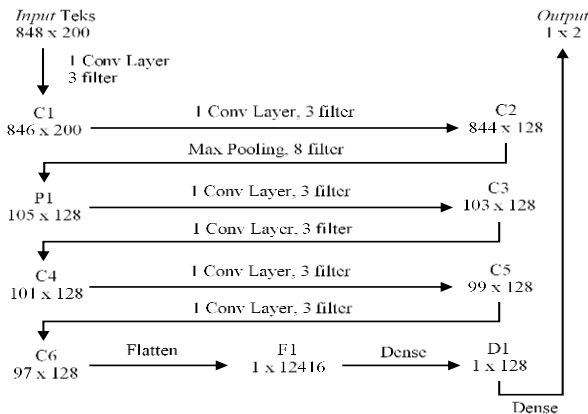 Input Teks
848 x 200
Output
1 x 2
1 Conv Layer
3 filter
C1
846 x 200
1 Conv Layer, 3 filter
C2
844 x 128
Max Pooling, 8 filter
P1
105 x 128
1 Conv Layer, 3 filter
C3
103 x 128
1 Conv Layer, 3 filter
C4
101 x 128
1 Conv Layer, 3 filter
C5
99 x 128
1 Conv Layer, 3 filter
C6
97 x 128
Flatten
F1
1 x 12416
Dense
D1
1 x 128
Dense